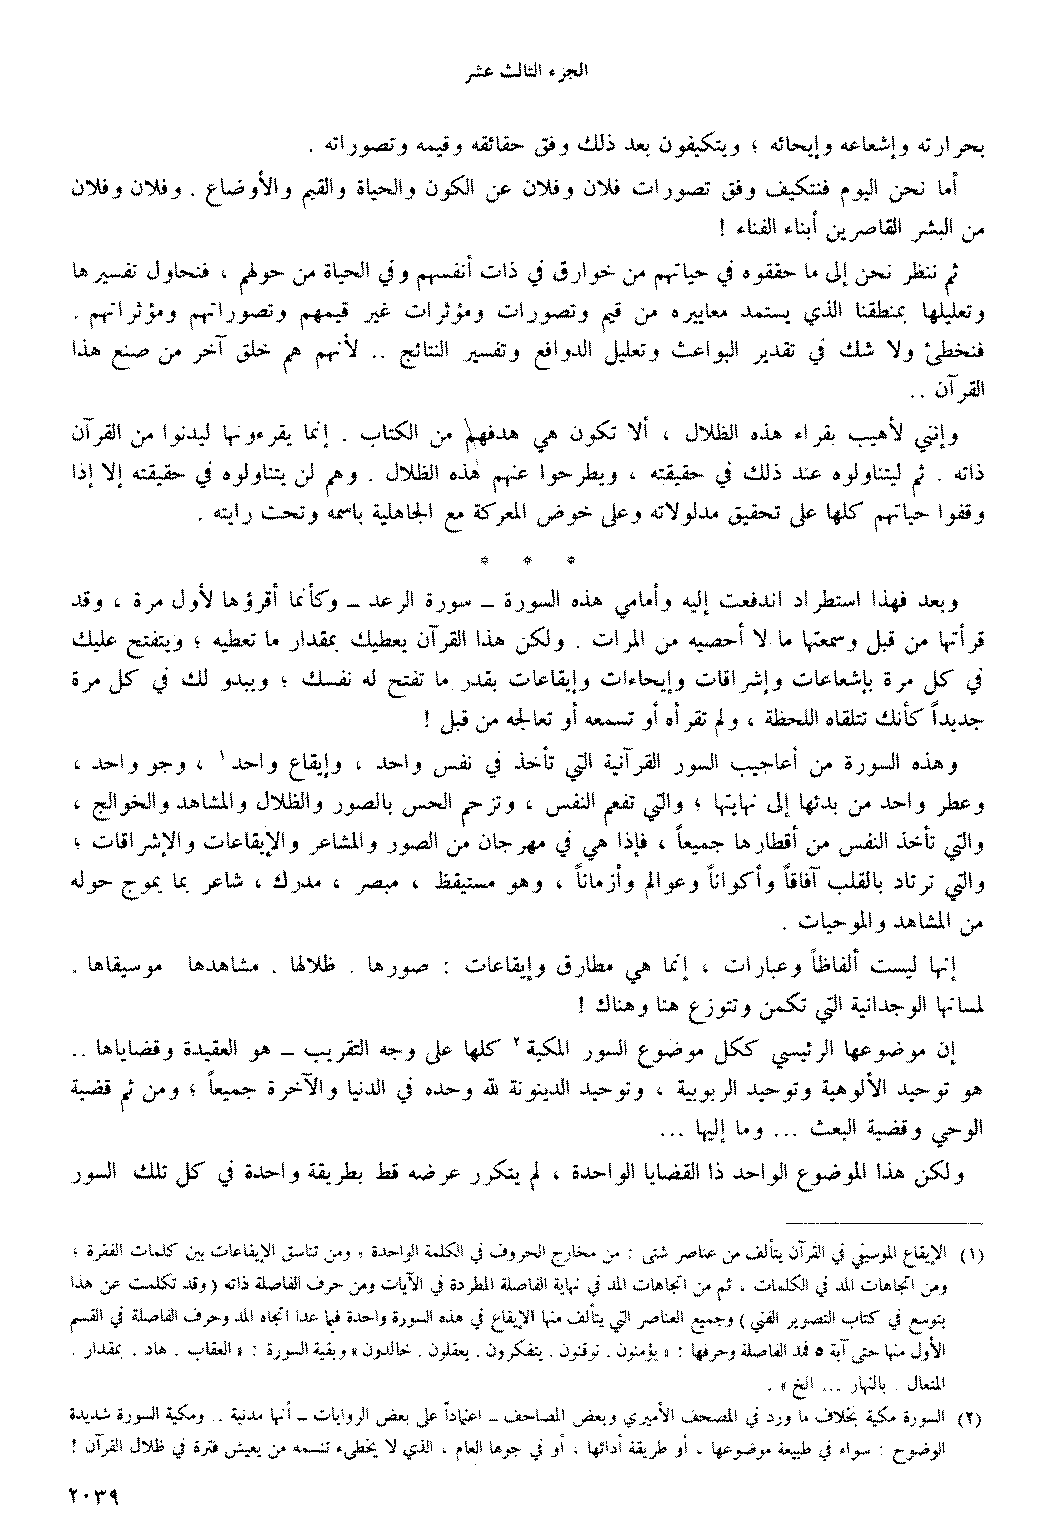 الجزء الثالث عشر
بحرارته وإشعاعه وإيحائه ؛ ويتكيفون بعد ذلك وفق حقائقه وقيمه وتصوراته .
أما نحن اليوم فنتكيف وفق تصورات فلان وفلان عن الكون والحياة والقيم والأوضاع . وفلان وفلان
من البشر القاصرين أبناء الفناء !
ثم ننظر نحن إلى ما حققوه في حياتهم من خوارق في ذات أنفسهم وفي الحياة من حولهم ، فنحاول تفسيرها
وتعليلها بمنطقنا الذي يستمد معاييره من قيم وتصورات ومؤثرات غير قيمهم وتصوراتهم ومؤثراتهم .
فنخطئ ولا شك في تقدير البواعث وتعليل الدوافع وتفسير النتائج .. لأنهم هم خلق آخر من صنع هذا
القرآن ..
وإنني لأهيب بقراء هذه الظلال ، ألا تكون هي هدفهم من الكتاب . إنما يقرءونها ليدنوا من القرآن
ذاته . ثم ليتناولوه عند ذلك في حقيقته ، ويطرحوا عنهم هذه الظلال . وهم لن يتناولوه في حقيقته إلا إذا
وقفوا حياتهم كلها على تحقيق مدلولاته وعلى خوض المعركة مع الجاهلية باسمه وتحت رايته .
* * *
وبعد فهذا استطراد اندفعت إليه وأمامي هذه السورة – سورة الرعد – وكأنما أقرؤها لأول مرة ، وقد
قرأتها من قبل وسمعتها ما لا أحصيه من المرات . ولكن هذا القرآن يعطيك بمقدار ما تعطيه ؛ ويتفتح عليك
في كل مرة بإشعاعات وإشراقات وإيحاءات وإيقاعات بقدر ما تفتح له نفسك ؛ ويبدو لك في كل مرة
جديداً كأنك تتلقاه اللحظة ، ولم تقرأه أو تسمعه أو تعالجه من قبل !
وهذه السورة من أعاجيب السور القرآنية التي تأخذ في نفس واحد ، وإيقاع واحد ١ ، وجو واحد ،
وعطر واحد من بدئها إلى نهايتها ؛ والتي تفعم النفس ، وتزحم الحس بالصور والظلال والمشاهد والخوالج ،
والتي تأخذ النفس من أقطارها جميعاً ، فإذا هي في مهرجان من الصور والمشاعر والإيقاعات والإشراقات ؛
والتي ترتاد بالقلب آفاقاً وأكواناً وعوالم وأزماناً ، وهو مستيقظ ، مبصر ، مدرك ، شاعر بما يموج حوله
من المشاهد والموحيات .
إنها ليست ألفاظاً وعبارات ، إنما هي مطارق وإيقاعات : صورها . ظلالها . مشاهدها  موسيقاها .
لمساتها الوجدانية التي تكمن وتتوزع هنا وهناك !
إن موضوعها الرئيسي ككل موضوع السور المكية ٢ كلها على وجه التقريب – هو العقيدة وقضاياها ..
هو توحيد الألوهية وتوحيد الربوبية ، وتوحيد الدينونة لله وحده في الدنيا والآخرة جميعاً ؛ ومن ثم قضية
الوحي وقضية البعث ... وما إليها ...
ولكن هذا الموضوع الواحد ذا القضايا الواحدة ، لم يتكرر عرضه قط بطريقة واحدة في كل تلك السور
(١) الإيقاع الموسيقي في القرآن يتألف من عناصر شتى : من مخارج الحروف في الكلمة الواحدة ؛ ومن تناسق الإيقاعات بين كلمات الفقرة ؛
ومن اتجاهات المد في الكلمات . ثم من اتجاهات المد في نهاية الفاصلة المطردة في الآيات ومن حرف الفاصلة ذاته ( وقد تكلمت عن هذا
بتوسع في كتاب التصوير الفني ) وجميع العناصر التي يتألف منها الإيقاع في هذه السورة واحدة فيما عدا اتجاه المد وحرف الفاصلة في القسم
الأول منها حتى آية ٥ فمد الفاصلة وحرفها : « يؤمنون . توقنون . يتفكرون . يعقلون . خالدون » وبقية السورة : « العقاب . هاد . بمقدار .
المتعال . بالنهار ... الخ » .
(٢) السورة مكية بخلاف ما ورد في المصحف الأميري وبعض المصاحف – اعتماداً على بعض الروايات – أنها مدنية .. ومكية السورة شديدة
الوضوح : سواء في طبيعة موضوعها ، أو طريقة أدائها ، أو في جوها العام ، الذي لا يخطىء تنسمه من يعيش فترة في ظلال القرآن !
٢٠٣٩